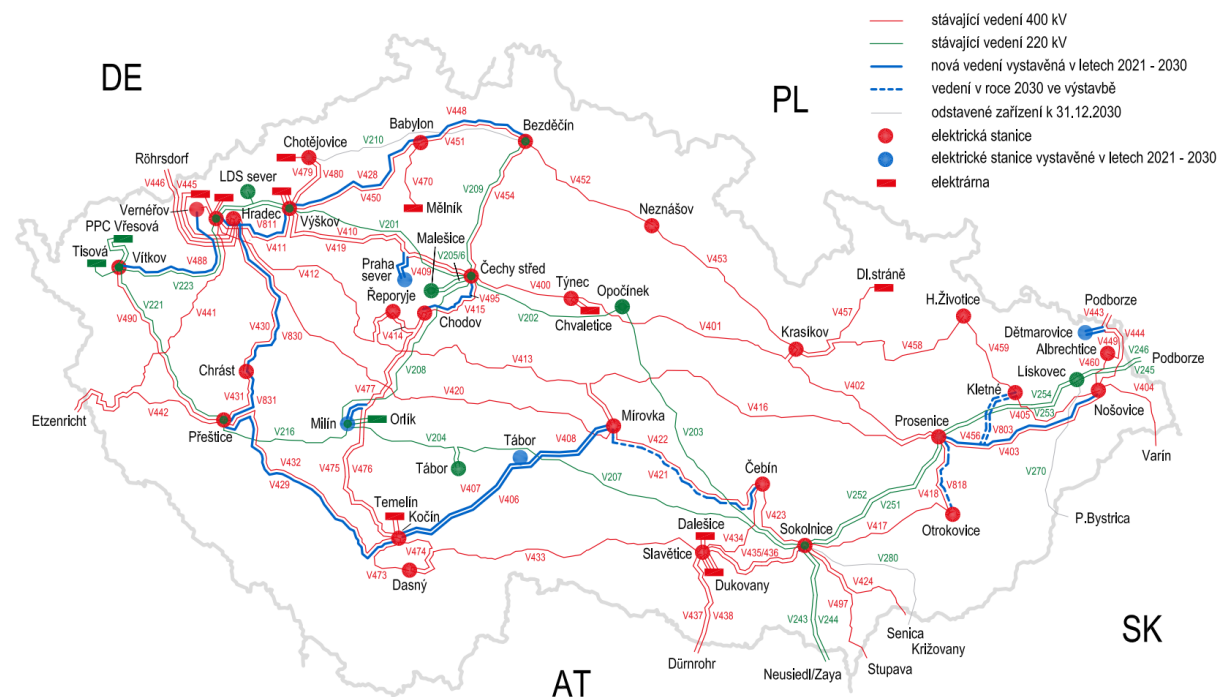 stávající vedení 400 kV
stávající vedení 220 kV
nová vedení vystavěná v letech 2021 - 2030
vedení v roce 2030 ve výstavbě
odstavené zařízení k 31.12.2030
elektrická stanice
elektrické stanice vystavěné v letech 2021 - 2030
elektrárna
DE
PL
V448
Babylon
Bezděčín
V451
V210
Chotějovice
Röhrsdorf
V446
V445
LDS sever
V479
V480
V428
V450
V470
Mělník
V209
V454
V452
Vernéřov
Hradec
V811
V411
Výškov
PPC Vřesová
Tisová
Vítkov
V488
V223
V201
V410
V419
Malešice
V205/6
Praha
sever
V409
Čechy střed
Neznášov
V453
Dl.stráně
V457
V221
V490
V441
V412
Řeporyje
V414
Chodov
V495
V415
V400
V202
Týnec
Chvaletice
Opočínek
V401
Krasíkov
V458
H.Životice
V459
Podborze
V443
V444
Dětmarovice
Albrechtice
V449
V460
V246
V245
Podborze
Lískovec
V430
V830
V208
V413
V402
Chrást
V431
V831
V477
V420
V416
Kletné
V254
V253
V405
V404
Nošovice
Etzenricht
V442
Přeštice
V216
Milín
Orlík
Mírovka
Prosenice
V456
V803
V403
Varín
V204
Tábor
Tábor
V408
V422
V421
V203
V432
V429
V475
V476
V407
V406
V207
Čebín
V423
V252
V251
V418
V818
V270
Otrokovice
P.Bystrica
Temelín
Kočín
V474
V473
Dasný
V433
Dalešice
Slavětice
V434
V435/436
Dukovany
Sokolnice
V417
V280
V424
V497
V437
V438
V243
V244
Dürnrohr
Neusiedl/Zaya
Senica
Križovany
Stupava
AT
SK